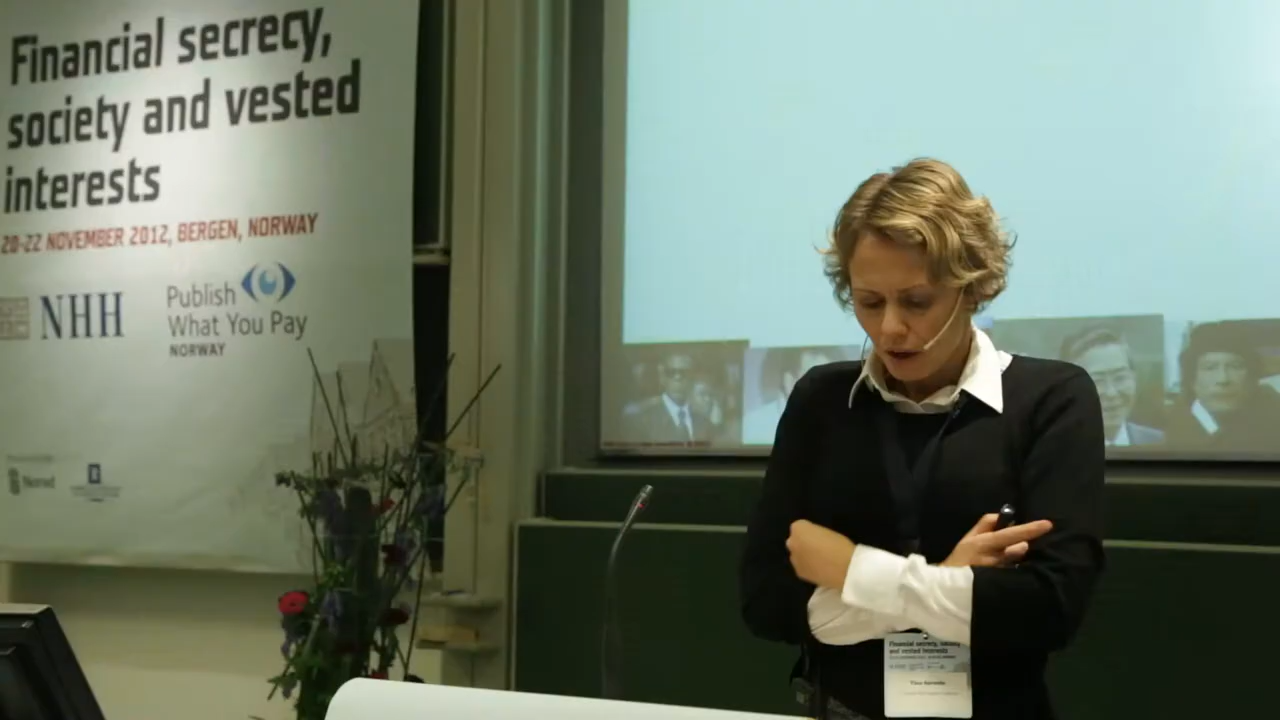 Financial secrecy,
society and vested
interests
20-22 NOVEMBER 2012, BERGEN, NORWAY
NHH
Publish
What You Pay
NORWAY
Norad
Financial secrecy, society
and vested interests